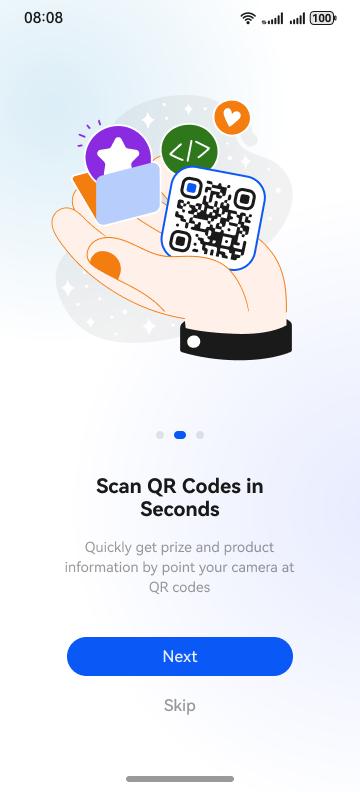 08:08
100
</>
Scan QR Codes in
Seconds
Quickly get prize and product
information by point your camera at
QR codes
Next
Skip